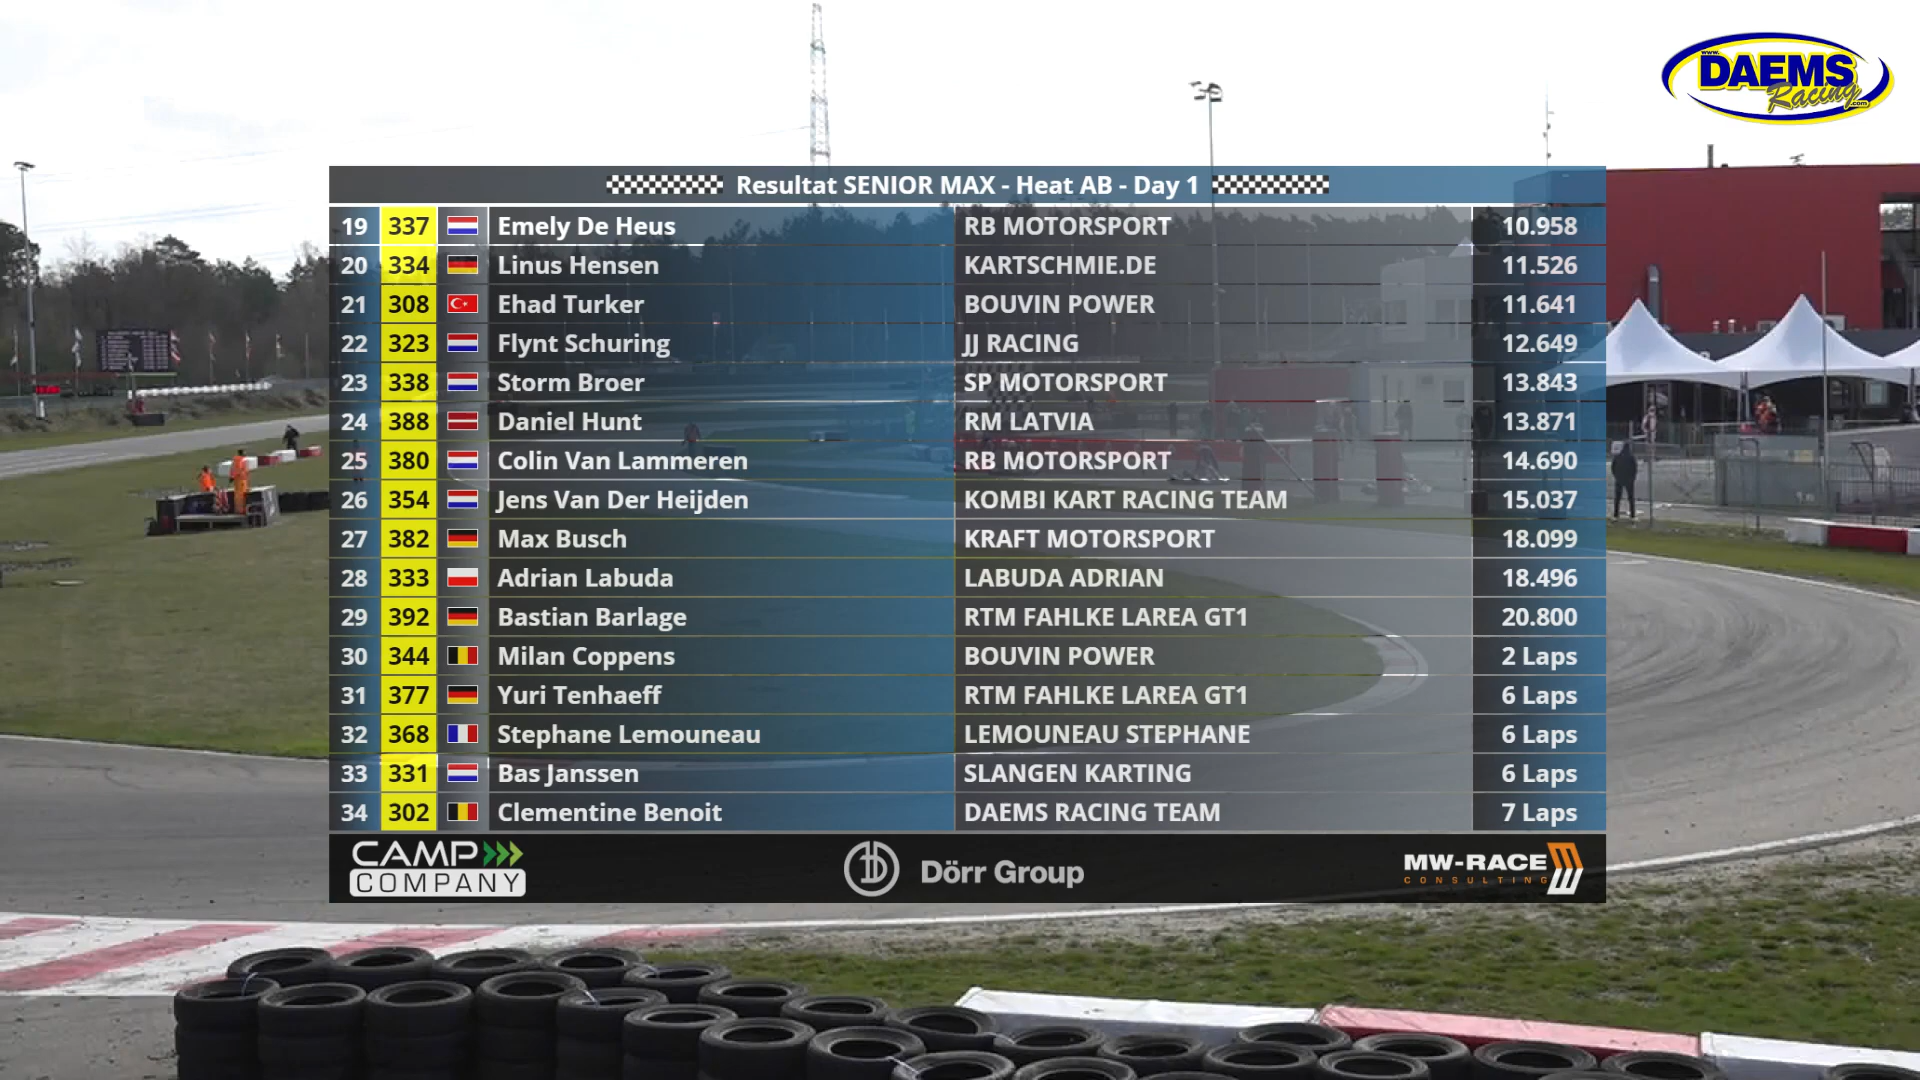 www.
DAEMS
Racing.com
Resultat SENIOR MAX - Heat AB - Day 1
19 337 Emely De Heus RB MOTORSPORT 10.958
20 334 Linus Hensen KARTSCHMIE.DE 11.526
21 308 Ehad Turker BOUVIN POWER 11.641
22 323 Flynt Schuring JJ RACING 12.649
23 338 Storm Broer SP MOTORSPORT 13.843
24 388 Daniel Hunt RM LATVIA 13.871
25 380 Colin Van Lammeren RB MOTORSPORT 14.690
26 354 Jens Van Der Heijden KOMBI KART RACING TEAM 15.037
27 382 Max Busch KRAFT MOTORSPORT 18.099
28 333 Adrian Labuda LABUDA ADRIAN 18.496
29 392 Bastian Barlage RTM FAHLKE LAREA GT1 20.800
30 344 Milan Coppens BOUVIN POWER 2 Laps
31 377 Yuri Tenhaeff RTM FAHLKE LAREA GT1 6 Laps
32 368 Stephane Lemouneau LEMOUNEAU STEPHANE 6 Laps
33 331 Bas Janssen SLANGEN KARTING 6 Laps
34 302 Clementine Benoit DAEMS RACING TEAM 7 Laps
CAMP
COMPANY
Dörr Group
MW-RACE
CONSULTING